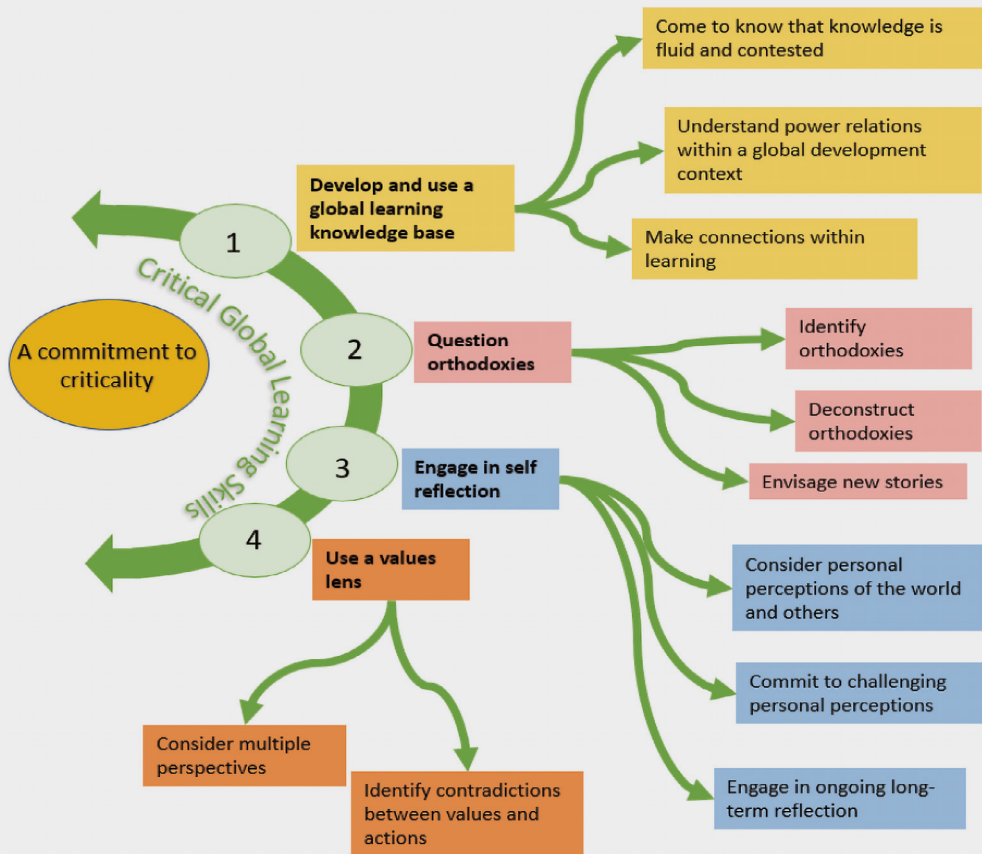 A commitment to
criticality
Critical Global Learning Skills
1
Develop and use a
global learning
knowledge base
Come to know that knowledge is
fluid and contested
Understand power relations
within a global development
context
Make connections within
learning
2
Question
orthodoxies
Identify
orthodoxies
Deconstruct
orthodoxies
Envisage new stories
3
Engage in self
reflection
Consider personal
perceptions of the world
and others
Commit to challenging
personal perceptions
Engage in ongoing long-
term reflection
4
Use a values
lens
Consider multiple
perspectives
Identify contradictions
between values and
actions